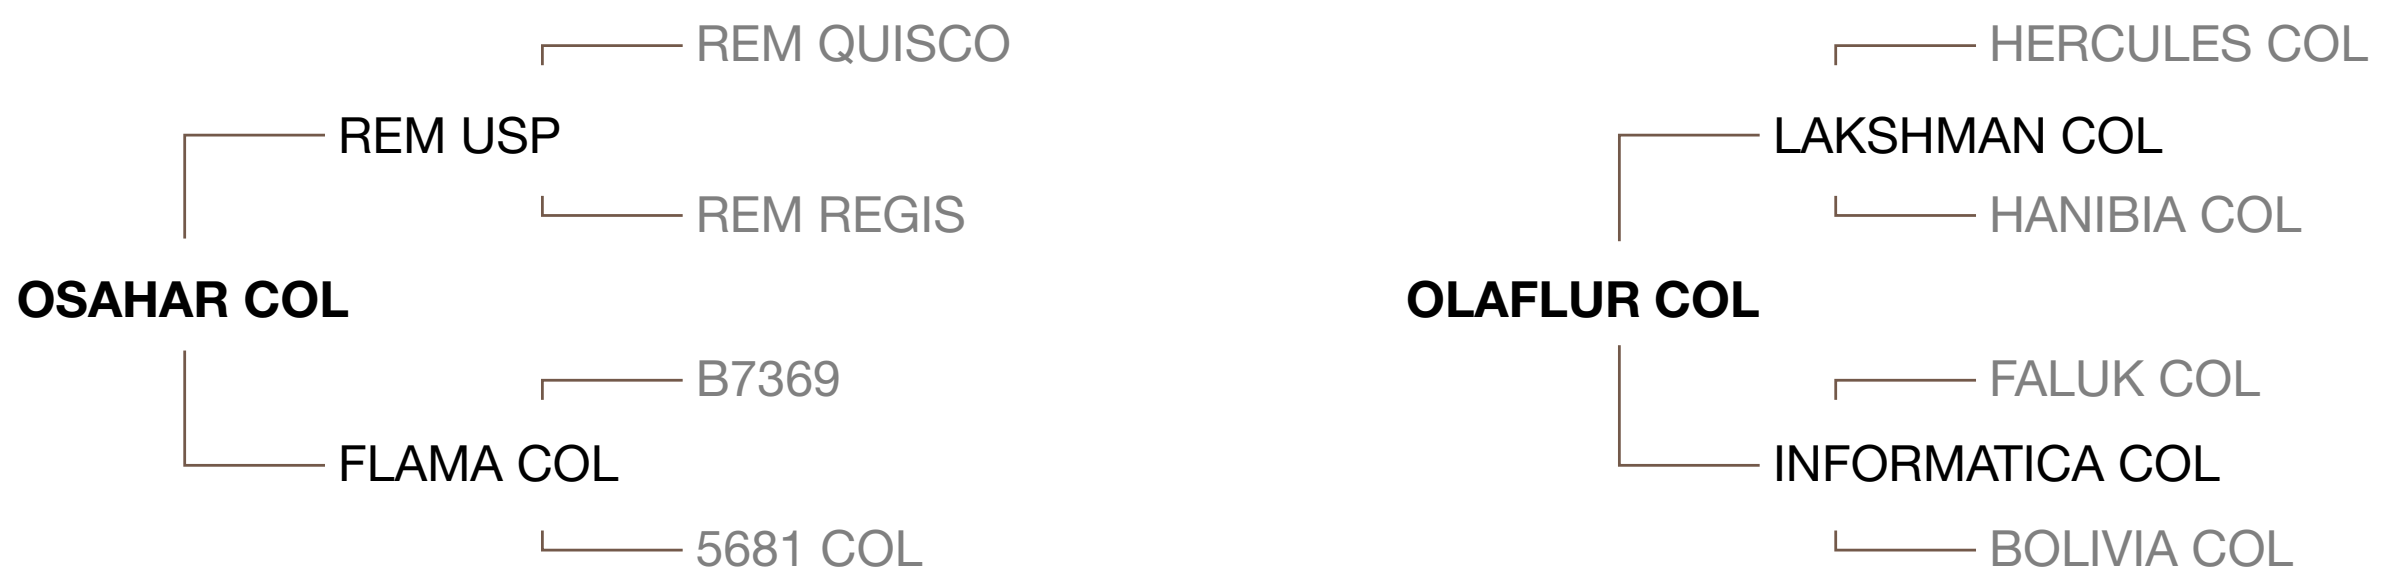 REM QUISCO
REM USP
REM REGIS
OSAHAR COL
B7369
FLAMA COL
5681 COL
HERCULES COL
LAKSHMAN COL
HANIBIA COL
OLAFLUR COL
FALUK COL
INFORMATICA COL
BOLIVIA COL